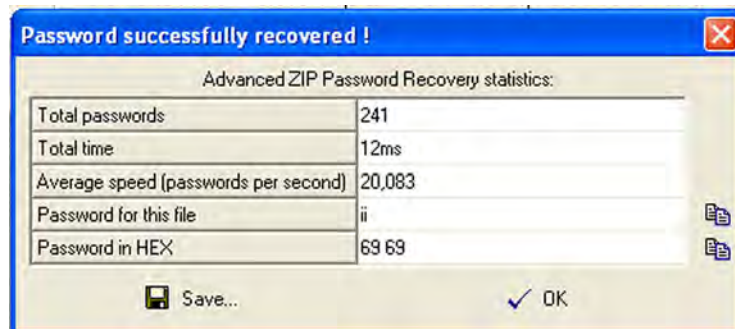 Password successfully recovered !
Advanced ZIP Password Recovery statistics:
Total passwords 241
Total time 12ms
Average speed (passwords per second) 20,083
Password for this file ii
Password in HEX 69 69
Save... OK